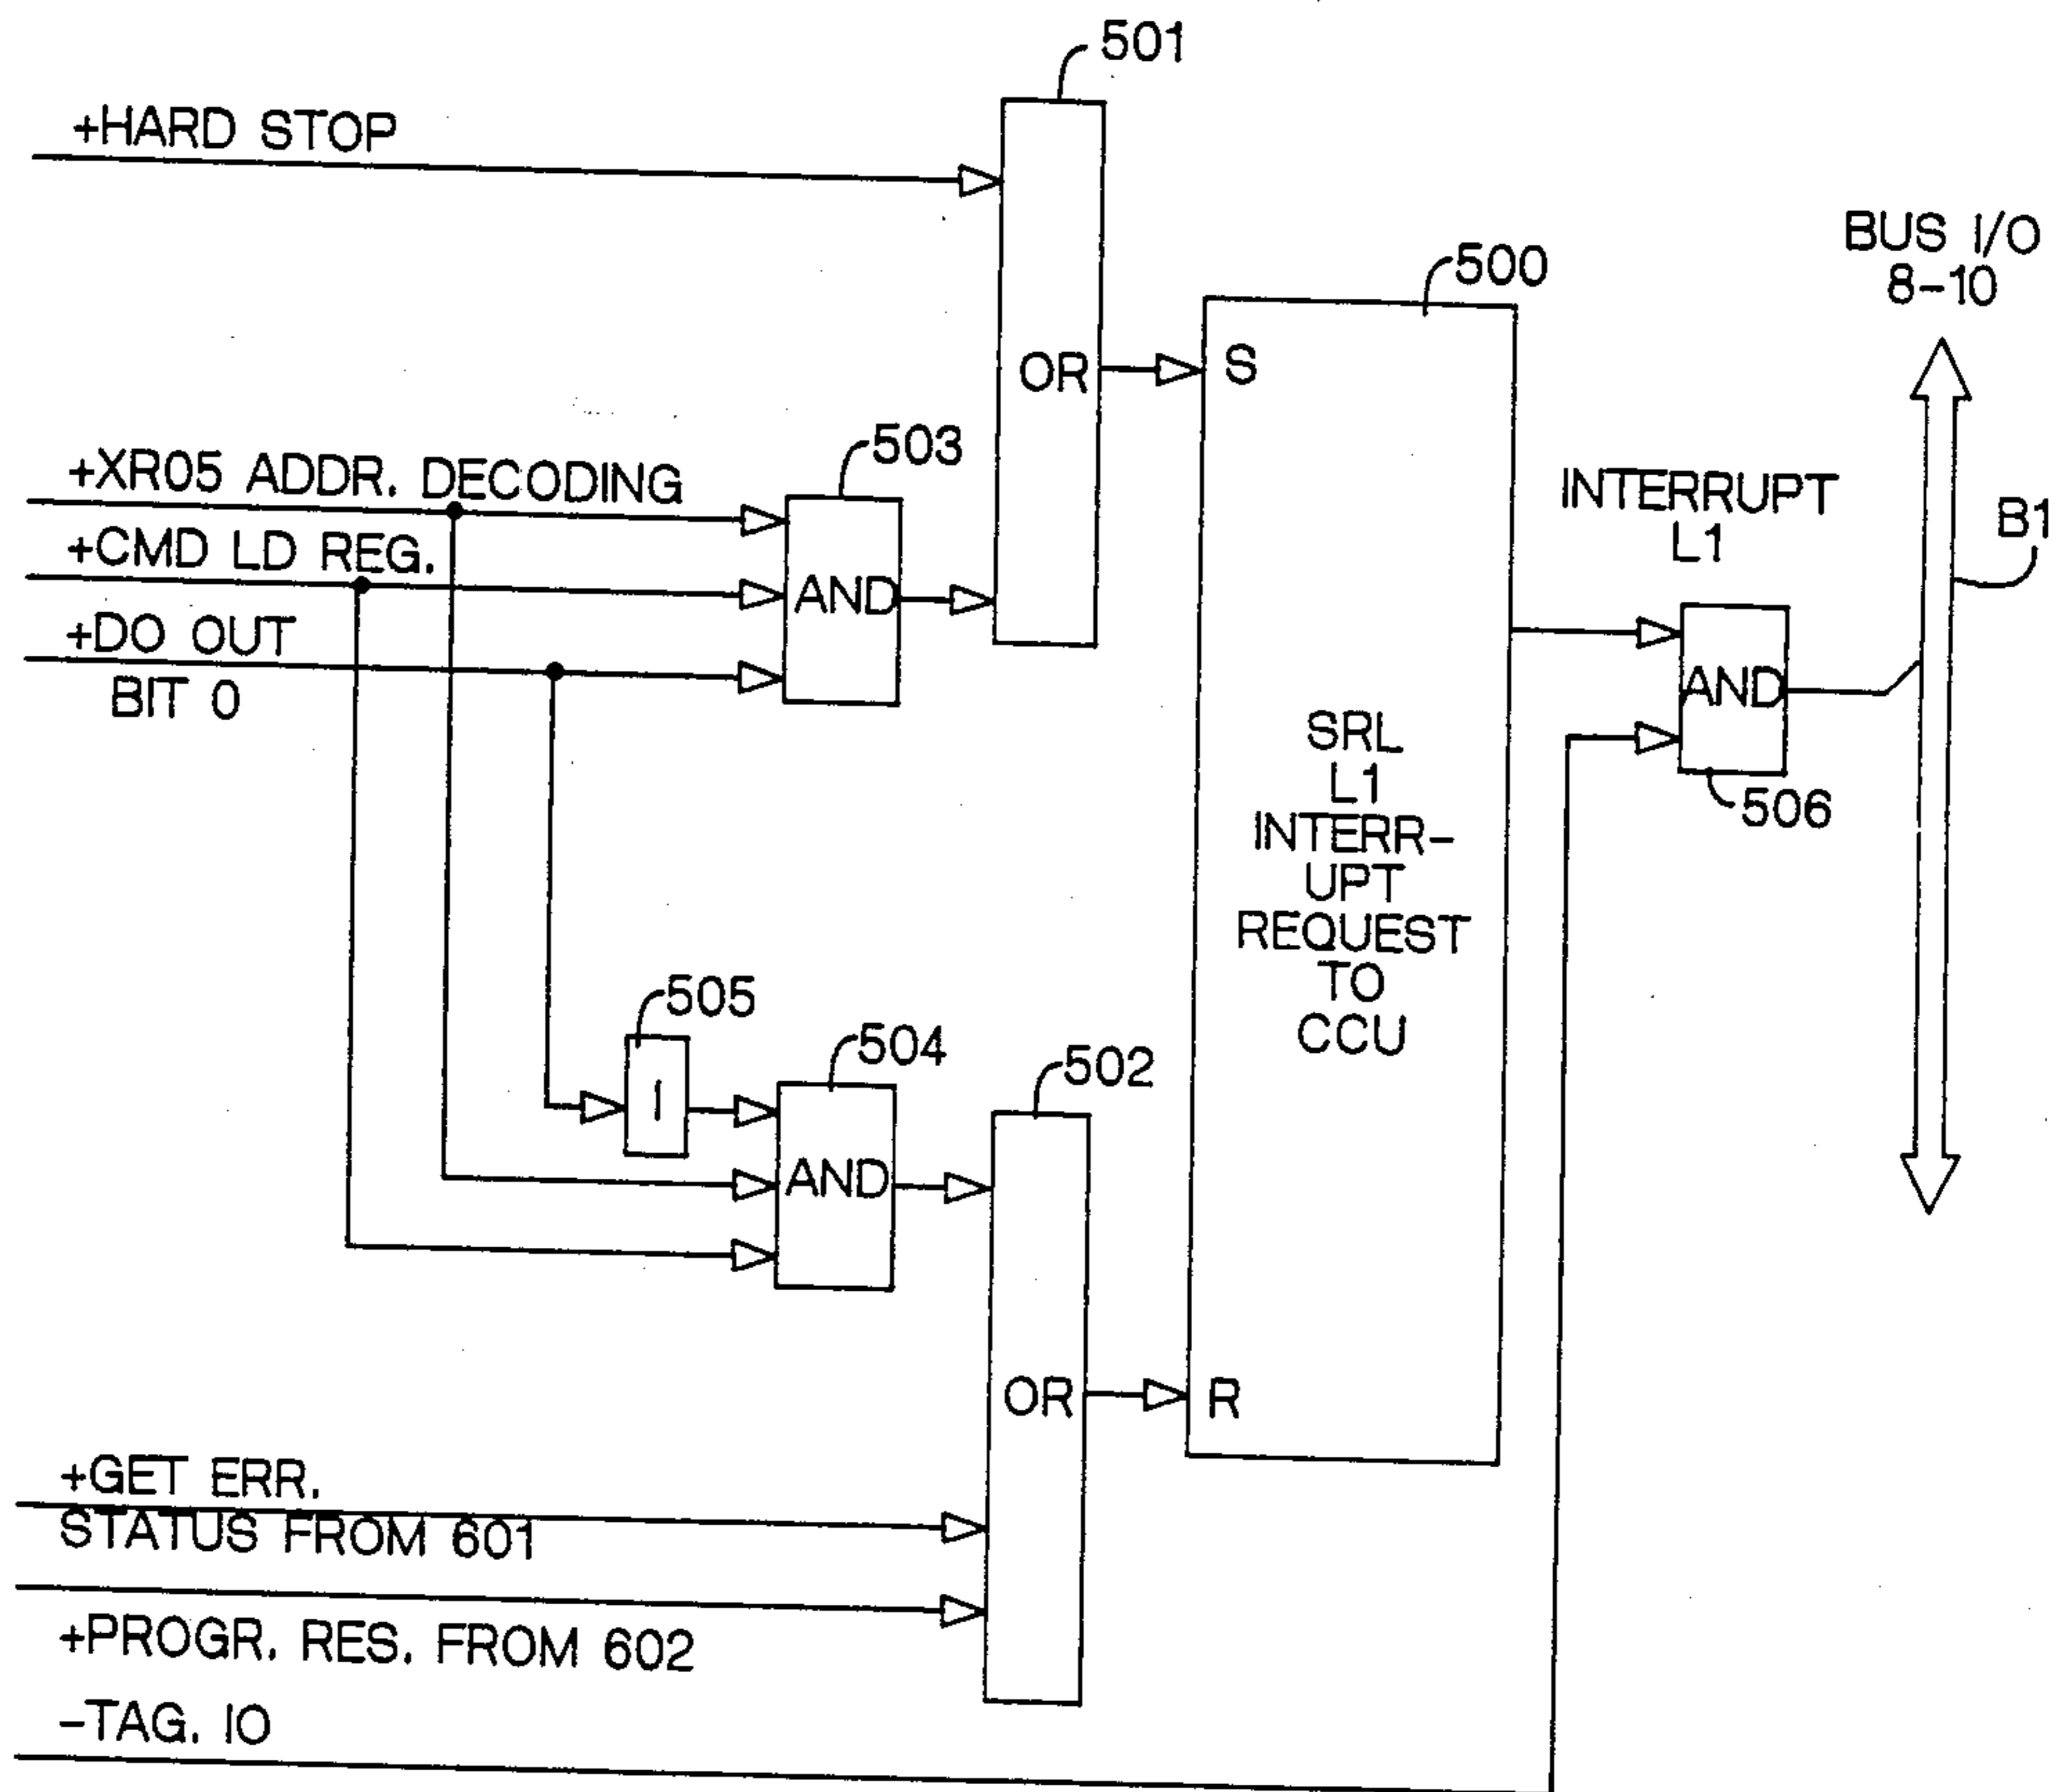 501
+HARD STOP
BUS I/O
8-10
500
503
+XR05 ADDR. DECODING
S
OR
INTERRUPT
L1
B1
+CMD LD REG.
AND
+DO OUT
BIT 0
AND
506
SRL
L1
INTERR-
UPT
REQUEST
TO
CCU
505
504
502
I
AND
OR
R
+GET ERR.
STATUS FROM 601
+PROGR. RES. FROM 602
-TAG. IO